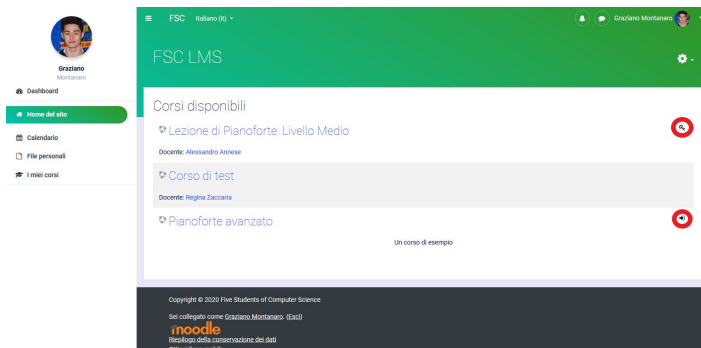 FSC Italiano (It)
Graziano Montanaro
FSC LMS
Graziano
Montanaro
Dashboard
Home del sito
Calendario
File personali
I miei corsi
Corsi disponibili
Lezione di Pianoforte: Livello Medio
Docente: Alessandro Annese
Corso di test
Docente: Regina Zaccaria
Pianoforte avanzato
Un corso di esempio
Copyright © 2020 Five Students of Computer Science
Sei collegato come Graziano Montanaro. (Esci)
moodle
Riepilogo della conservazione dei dati